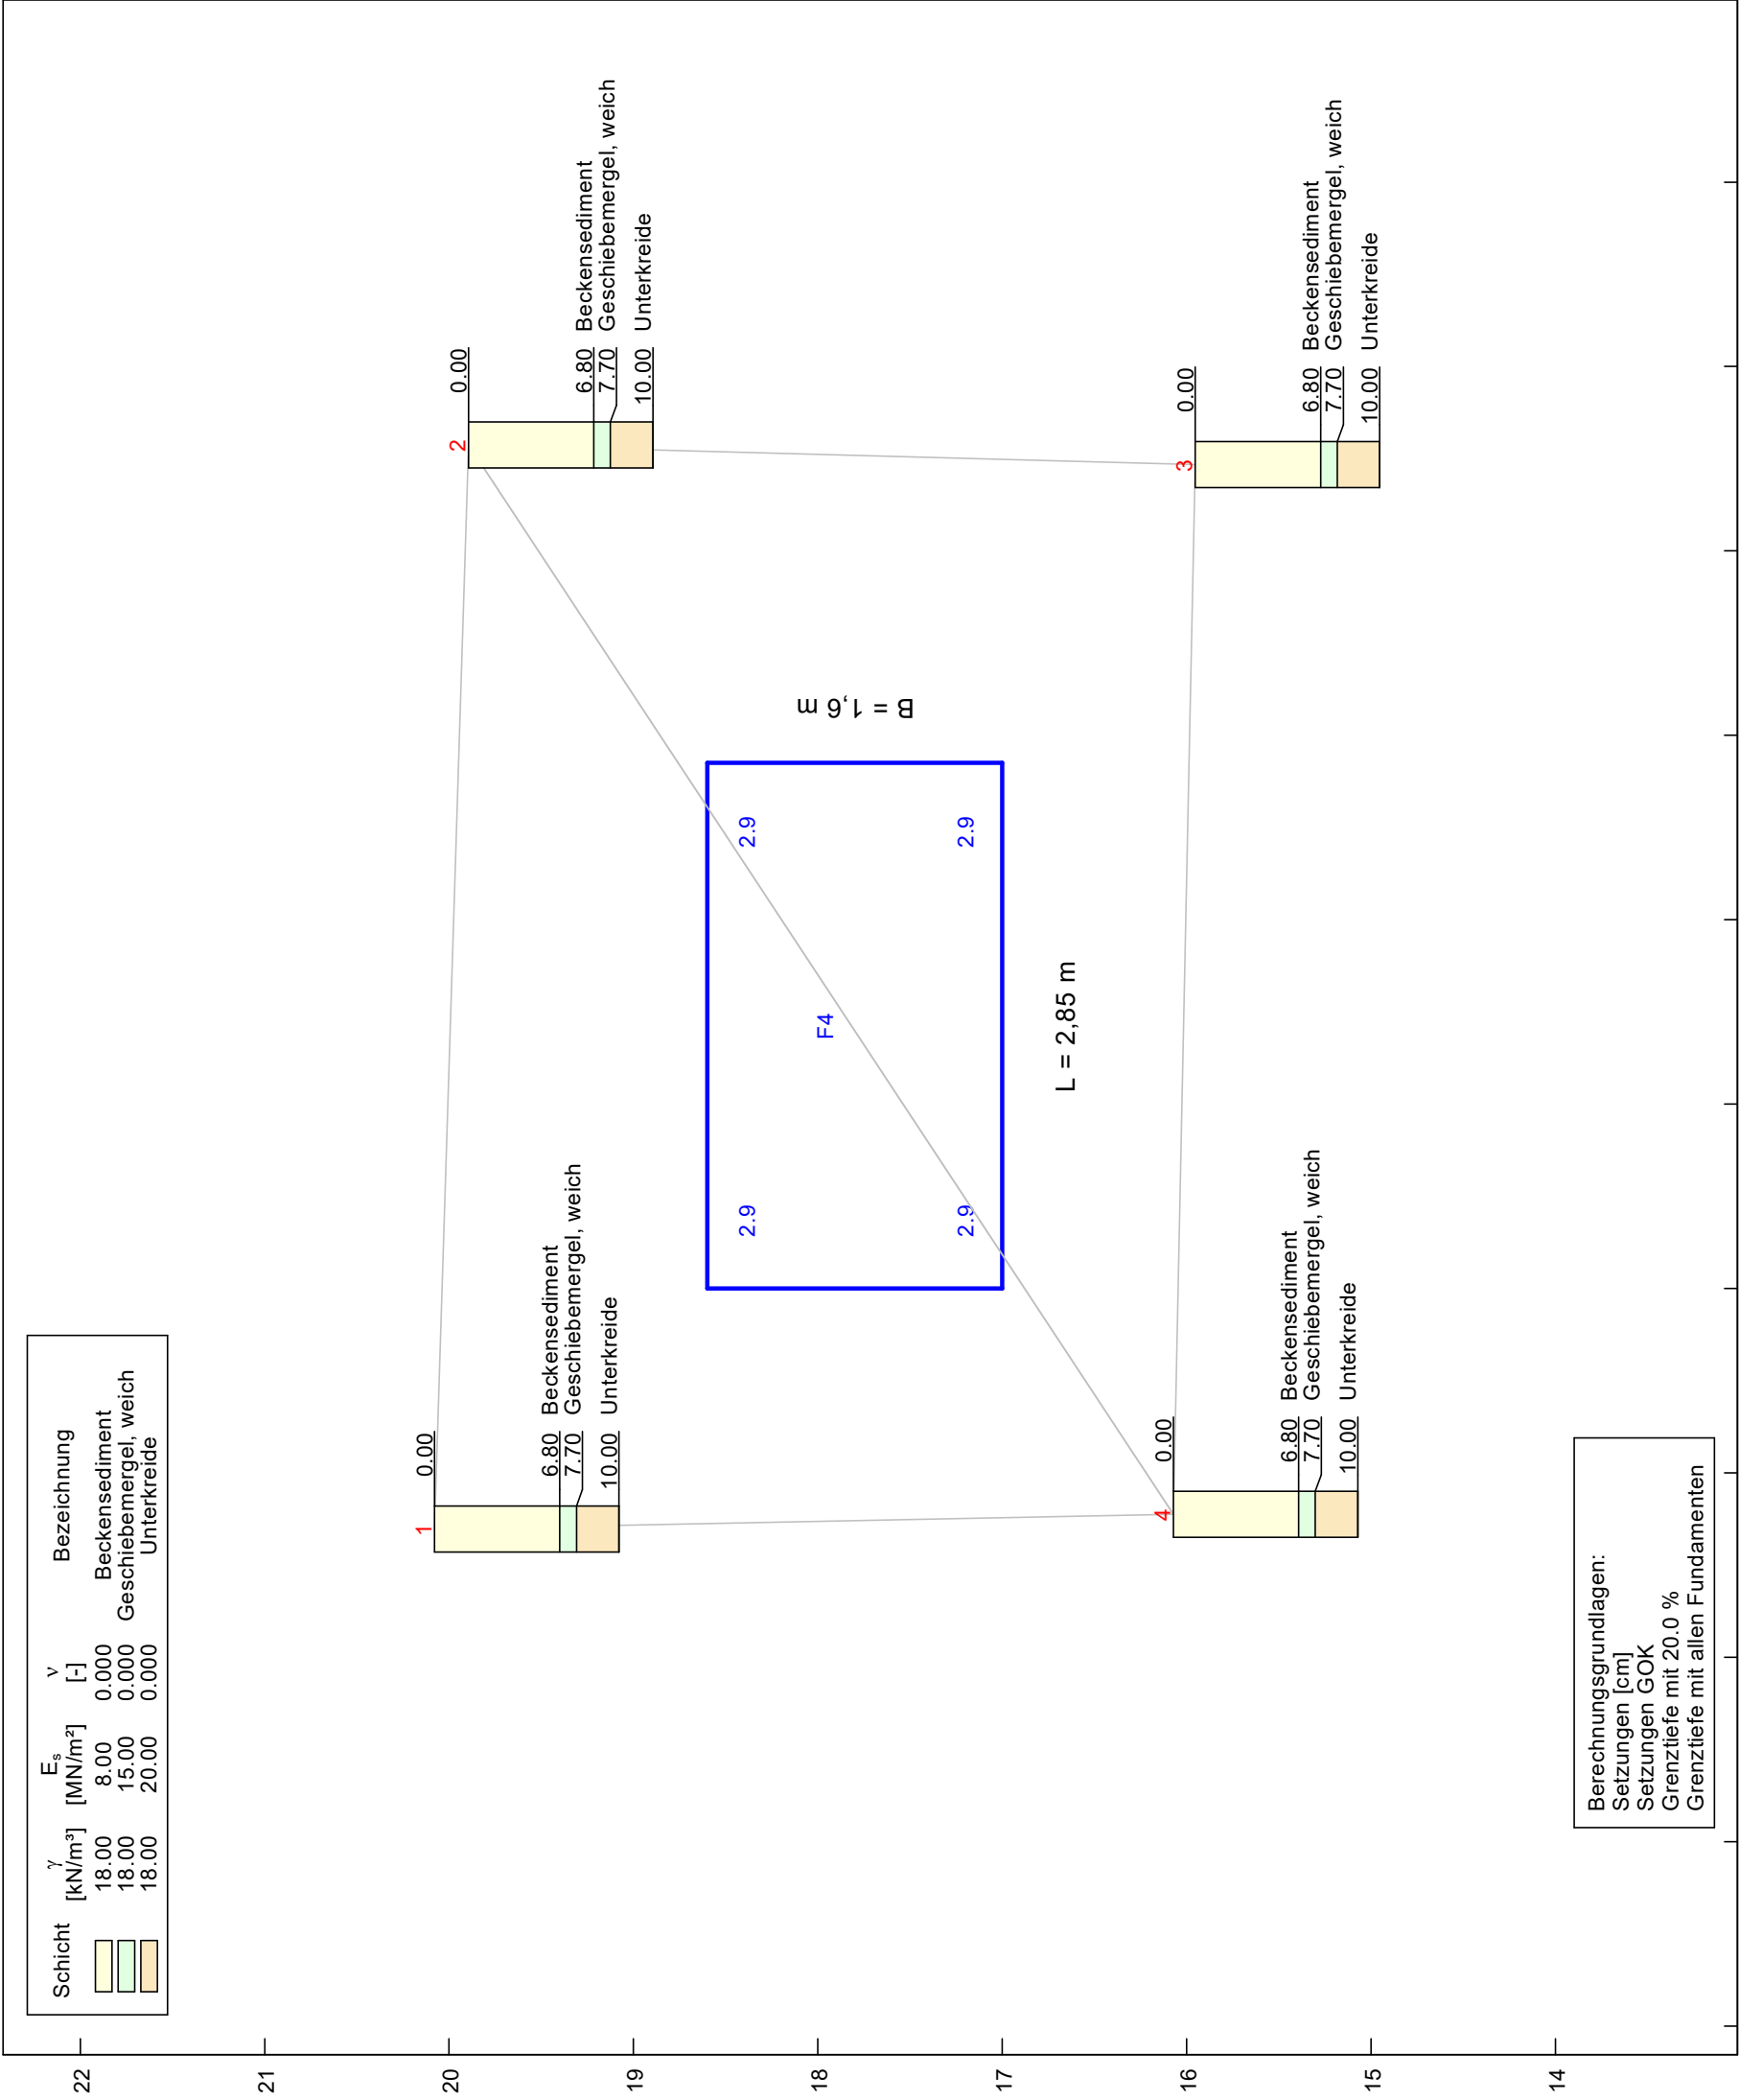 Schicht γ [kN/m³] Eₛ [MN/m²] ν [-] Bezeichnung
18.00 8.00 0.000 Beckensediment
18.00 15.00 0.000 Geschiebemergel, weich
18.00 20.00 0.000 Unterkreide
1
0.00
6.80 Beckensediment
7.70 Geschiebemergel, weich
10.00 Unterkreide
2
0.00
6.80 Beckensediment
7.70 Geschiebemergel, weich
10.00 Unterkreide
B = 1,6 m
2.9
2.9
F4
2.9
2.9
L = 2,85 m
4
0.00
6.80 Beckensediment
7.70 Geschiebemergel, weich
10.00 Unterkreide
3
0.00
6.80 Beckensediment
7.70 Geschiebemergel, weich
10.00 Unterkreide
Berechnungsgrundlagen:
Setzungen [cm]
Setzungen GOK
Grenztiefe mit 20.0 %
Grenztiefe mit allen Fundamenten
22
21
20
19
18
17
16
15
14